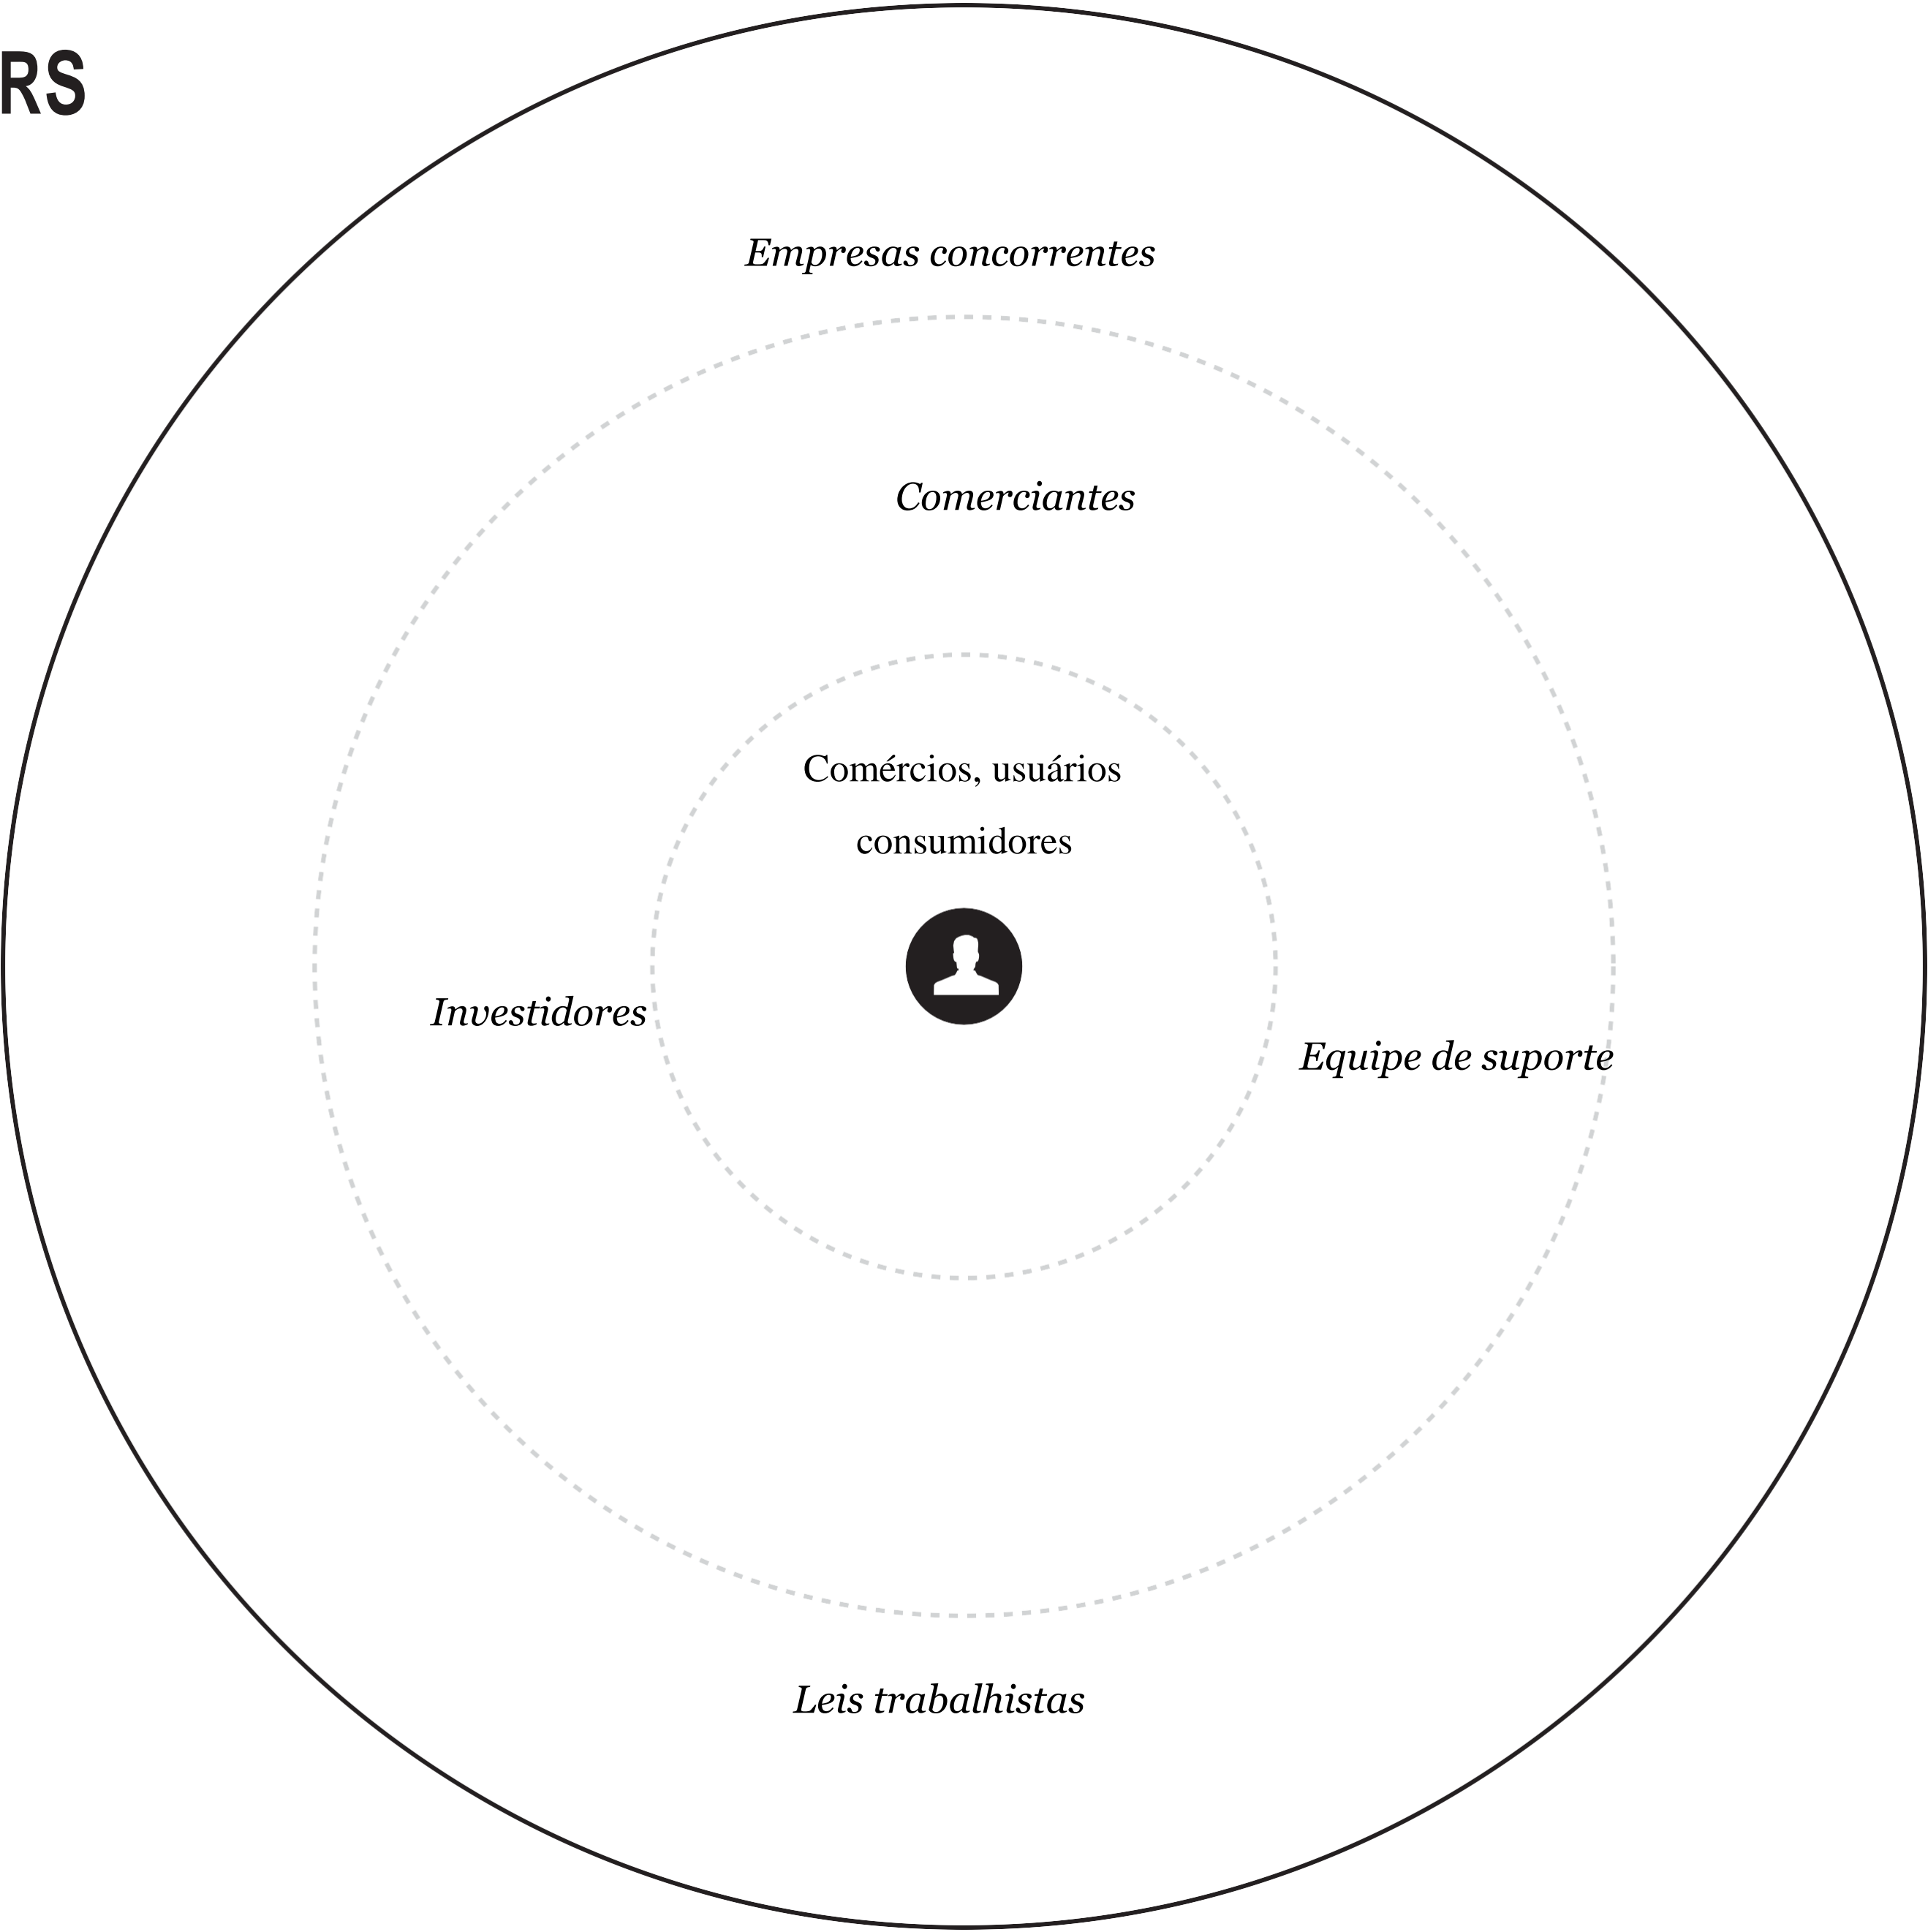 RS
Empresas concorrentes
Comerciantes
Comércios, usuários
consumidores
Investidores
Equipe de suporte
Leis trabalhistas